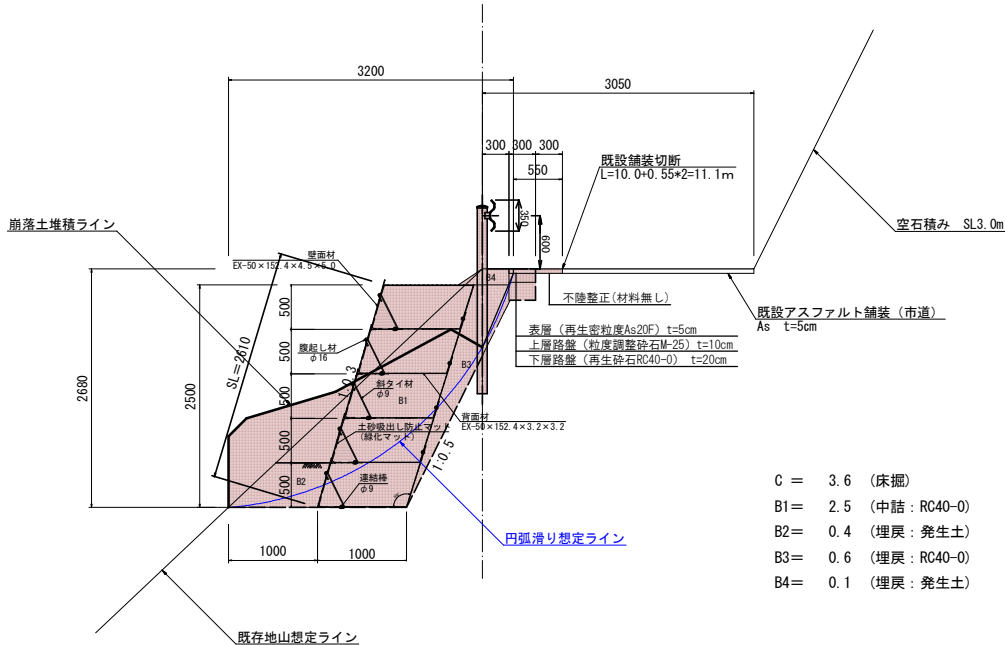 3200
3050
300 300 300
550
既設舗装切断
L=10.0+0.55*2=11.1m
350
600
崩落土堆積ライン
空石積み SL3.0m
壁面材
EX-50×152.4×4.5×5.0
B4
不陸整正(材料無し)
既設アスファルト舗装（市道）
As t=5cm
表層（再生密粒度As20F）t=5cm
上層路盤（粒度調整砕石M-25）t=10cm
下層路盤（再生砕石RC40-0） t=20cm
500
500
500
500
500
2680
2500
SL=2610
腹起し材
φ16
1:0.3
斜タイ材
φ9
B3
B1
背面材
EX-50×152.4×3.2×3.2
土砂吸出し防止マット
(緑化マット)
1:0.5
B2
連結棒
φ9
円弧滑り想定ライン
1000
1000
既存地山想定ライン
C = 3.6 （床掘）
B1= 2.5 （中詰：RC40-0）
B2= 0.4 （埋戻：発生土）
B3= 0.6 （埋戻：RC40-0）
B4= 0.1 （埋戻：発生土）